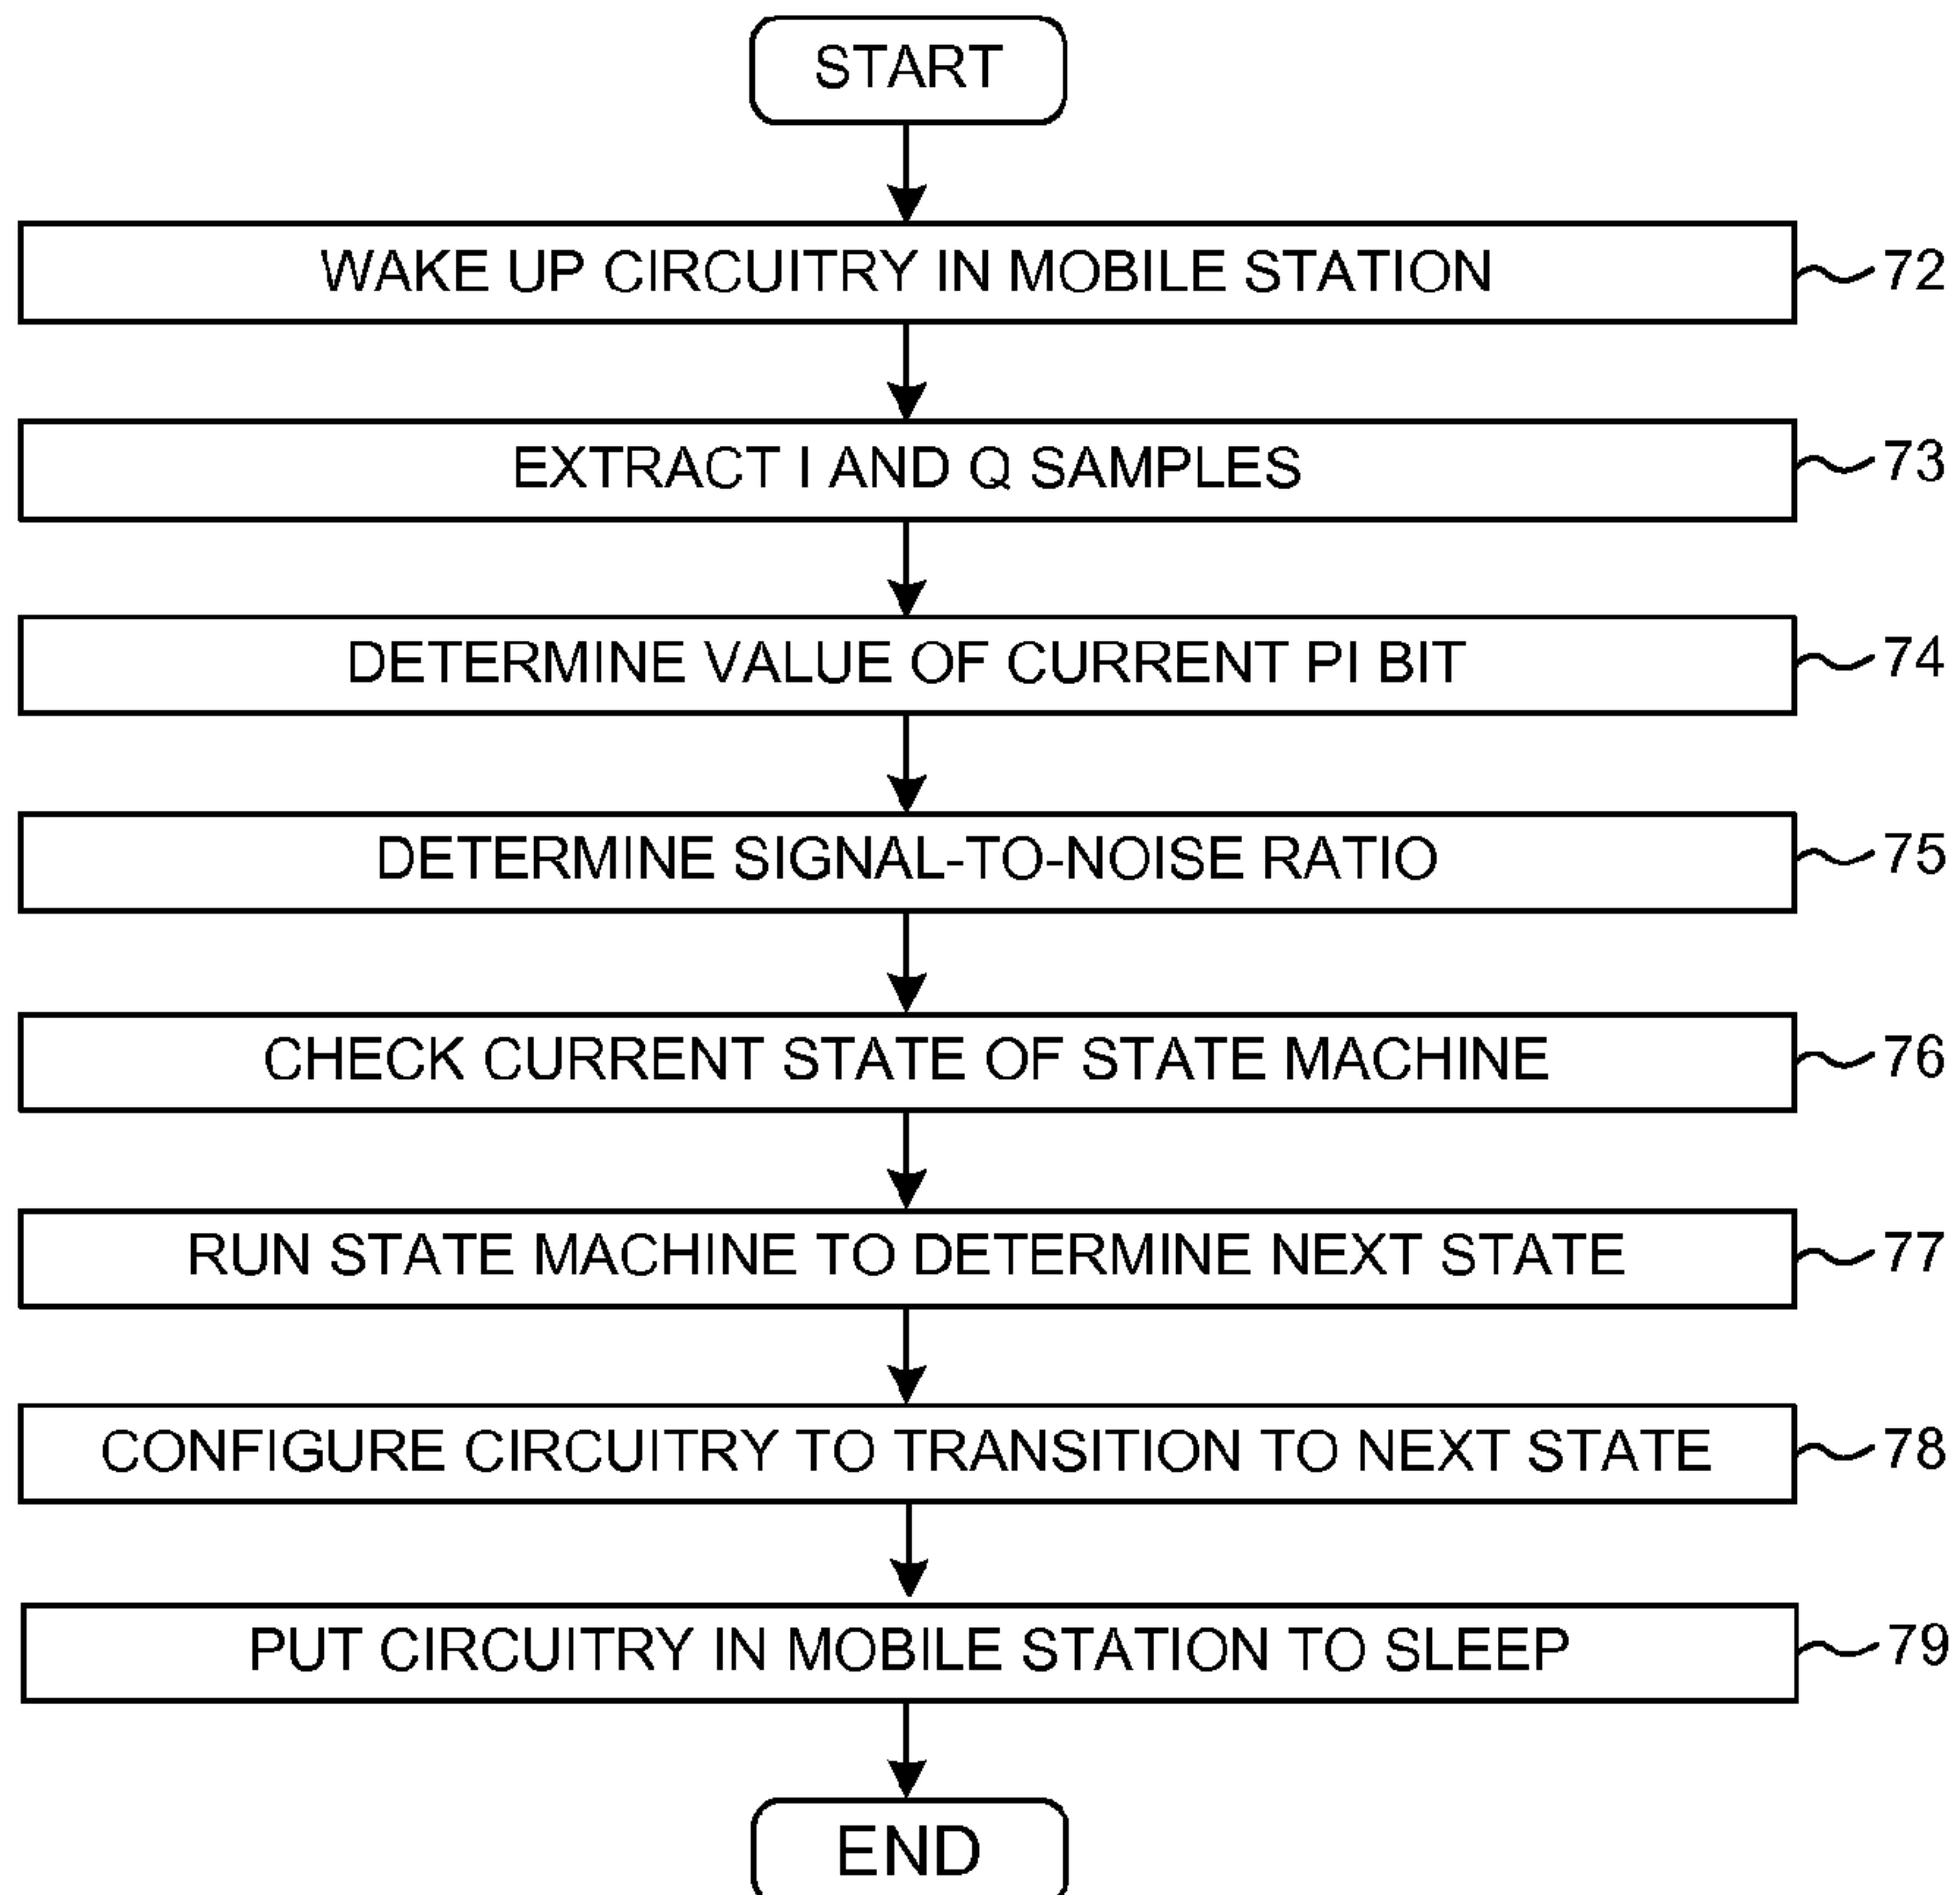 START
WAKE UP CIRCUITRY IN MOBILE STATION 72
EXTRACT I AND Q SAMPLES 73
DETERMINE VALUE OF CURRENT PI BIT 74
DETERMINE SIGNAL-TO-NOISE RATIO 75
CHECK CURRENT STATE OF STATE MACHINE 76
RUN STATE MACHINE TO DETERMINE NEXT STATE 77
CONFIGURE CIRCUITRY TO TRANSITION TO NEXT STATE 78
PUT CIRCUITRY IN MOBILE STATION TO SLEEP 79
END